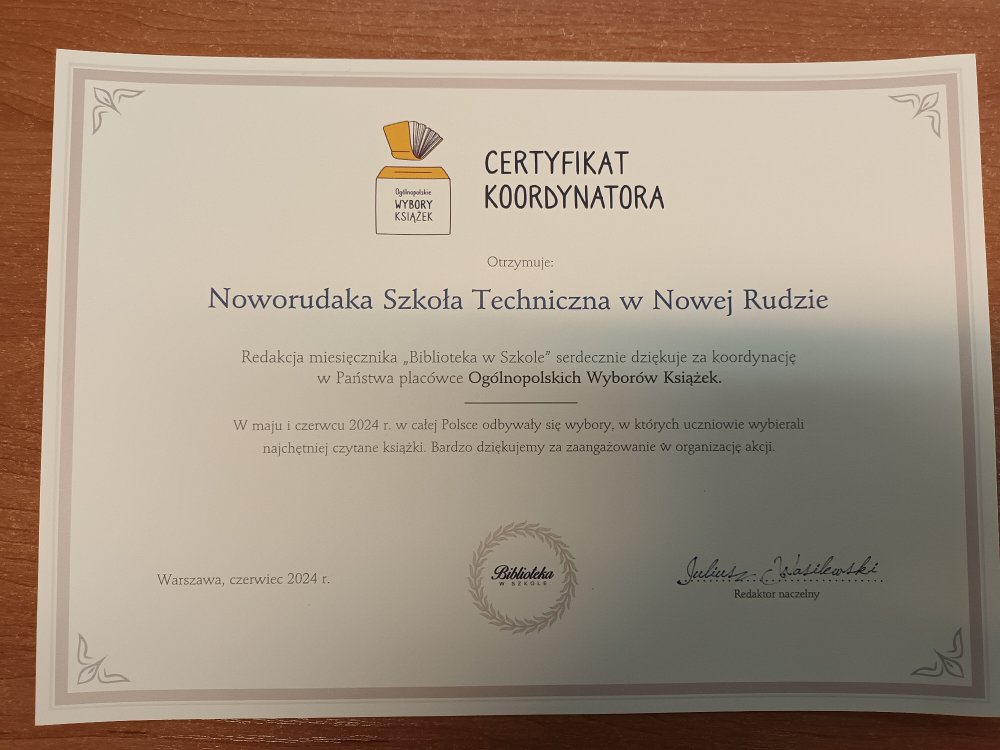 Ogólnopolskie
WYBORY
KSIĄŻEK
CERTYFIKAT
KOORDYNATORA
Otrzymuje:
Noworudaka Szkoła Techniczna w Nowej Rudzie
Redakcja miesięcznika „Biblioteka w Szkole” serdecznie dziękuje za koordynację
w Państwa placówce Ogólnopolskich Wyborów Książek.
W maju i czerwcu 2024 r. w całej Polsce odbywały się wybory, w których uczniowie wybierali
najchętniej czytane książki. Bardzo dziękujemy za zaangażowanie w organizację akcji.
Warszawa, czerwiec 2024 r.
Biblioteka
W SZKOLE
Juliusz Wasilewski
Redaktor naczelny